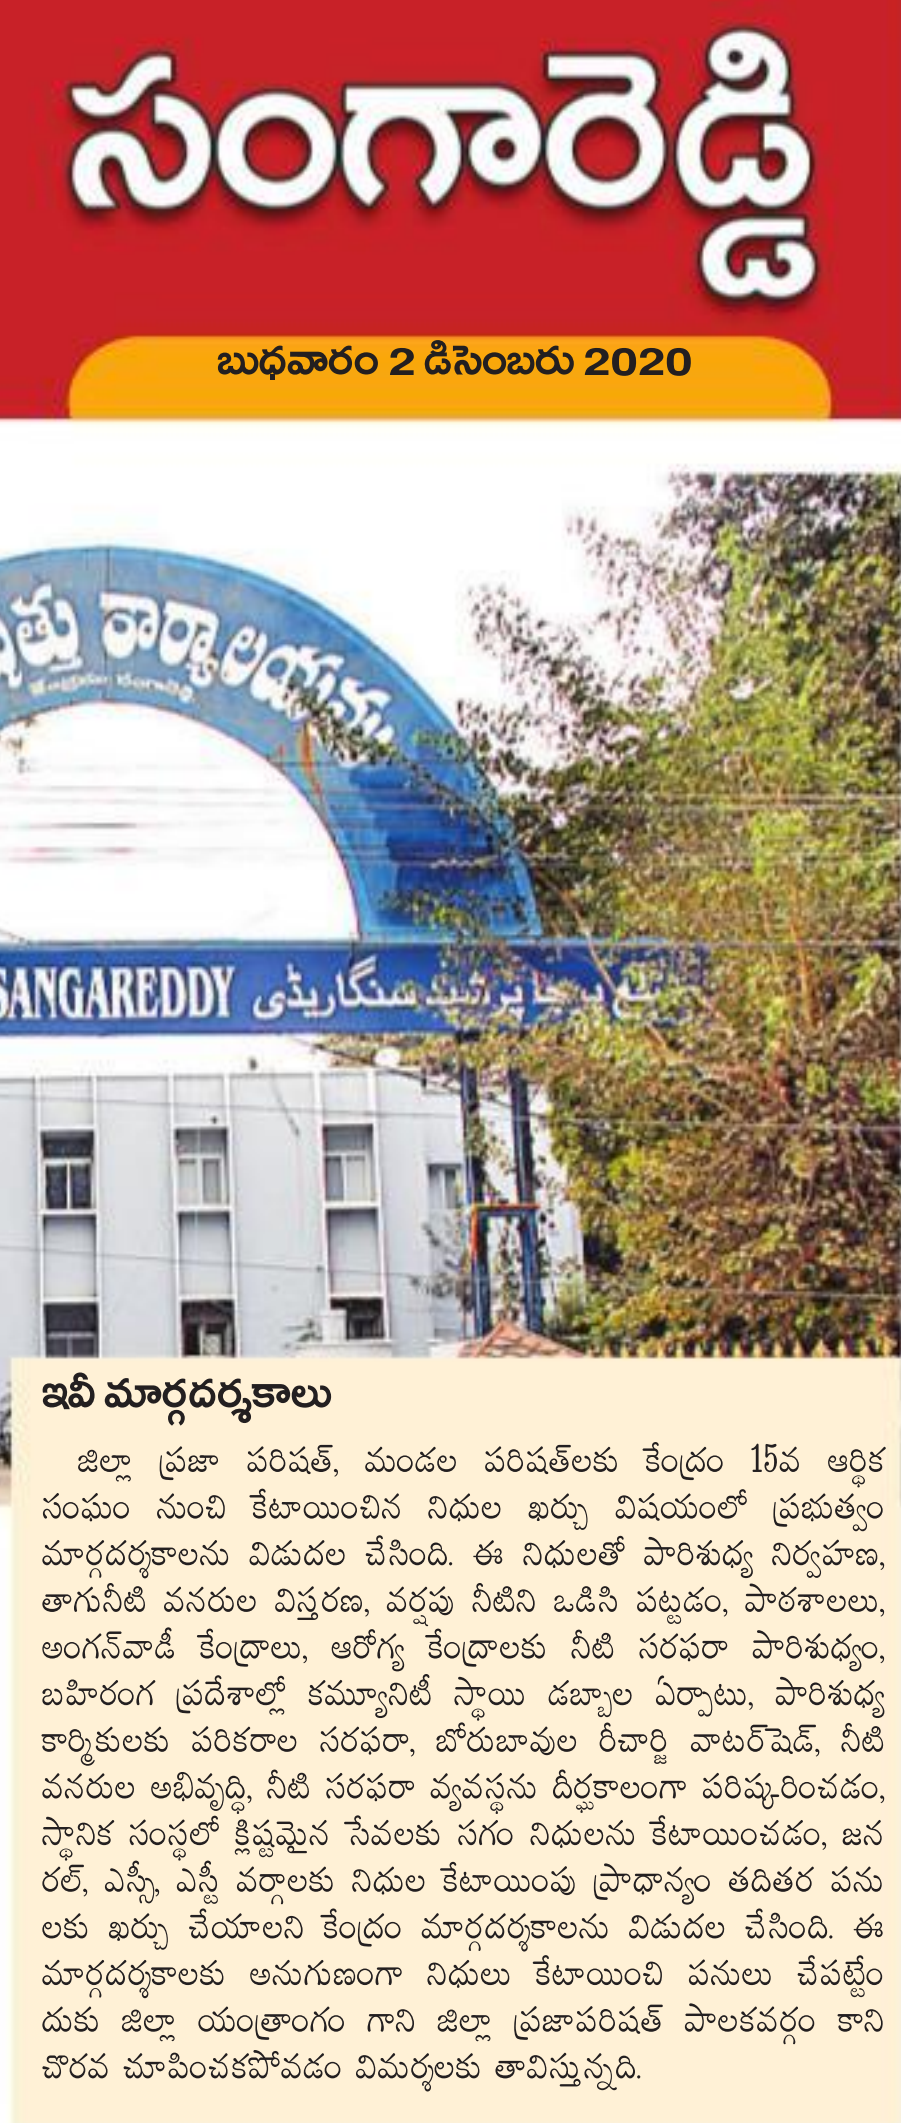 సంగారెడ్డి
బుధవారం 2 డిసెంబరు 2020
కార్యాలయము
SANGAREDDY سنگاریڈی
ఇవీ మార్గదర్శకాలు
జిల్లా ప్రజా పరిషత్, మండల పరిషత్‌లకు కేంద్రం 15వ ఆర్థిక
సంఘం నుంచి కేటాయించిన నిధుల ఖర్చు విషయంలో ప్రభుత్వం
మార్గదర్శకాలను విడుదల చేసింది. ఈ నిధులతో పారిశుధ్య నిర్వహణ,
తాగునీటి వనరుల విస్తరణ, వర్షపు నీటిని ఒడిసి పట్టడం, పాఠశాలలు,
అంగన్‌వాడీ కేంద్రాలు, ఆరోగ్య కేంద్రాలకు నీటి సరఫరా పారిశుధ్యం,
బహిరంగ ప్రదేశాల్లో కమ్యూనిటీ స్థాయి డబ్బాల ఏర్పాటు, పారిశుధ్య
కార్మికులకు పరికరాల సరఫరా, బోరుబావుల రీచార్జి వాటర్‌షెడ్, నీటి
వనరుల అభివృద్ధి, నీటి సరఫరా వ్యవస్థను దీర్ఘకాలంగా పరిష్కరించడం,
స్థానిక సంస్థలో క్లిష్టమైన సేవలకు సగం నిధులను కేటాయించడం, జన
రల్, ఎస్సీ, ఎస్టీ వర్గాలకు నిధుల కేటాయింపు ప్రాధాన్యం తదితర పను
లకు ఖర్చు చేయాలని కేంద్రం మార్గదర్శకాలను విడుదల చేసింది. ఈ
మార్గదర్శకాలకు అనుగుణంగా నిధులు కేటాయించి పనులు చేపట్టేం
దుకు జిల్లా యంత్రాంగం గాని జిల్లా ప్రజాపరిషత్ పాలకవర్గం కాని
చొరవ చూపించకపోవడం విమర్శలకు తావిస్తున్నది.